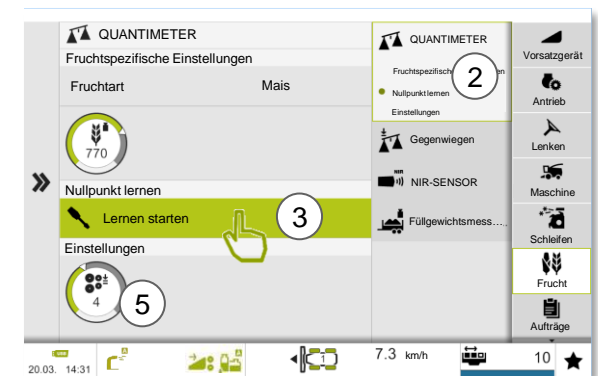 QUANTIMETER
Fruchtspezifische Einstellungen
Fruchtart Mais
770
Nullpunkt lernen
Lernen starten
3
Einstellungen
4
5
QUANTIMETER
Fruchtspezifische
2
Nullpunkt lernen
Einstellungen
Gegenwiegen
NIR
NIR-SENSOR
Füllgewichtsmess...
Vorsatzgerät
Antrieb
Lenken
Maschine
Schleifen
Frucht
Aufträge
20.03. 14:31
A
A
1
7.3 km/h
10